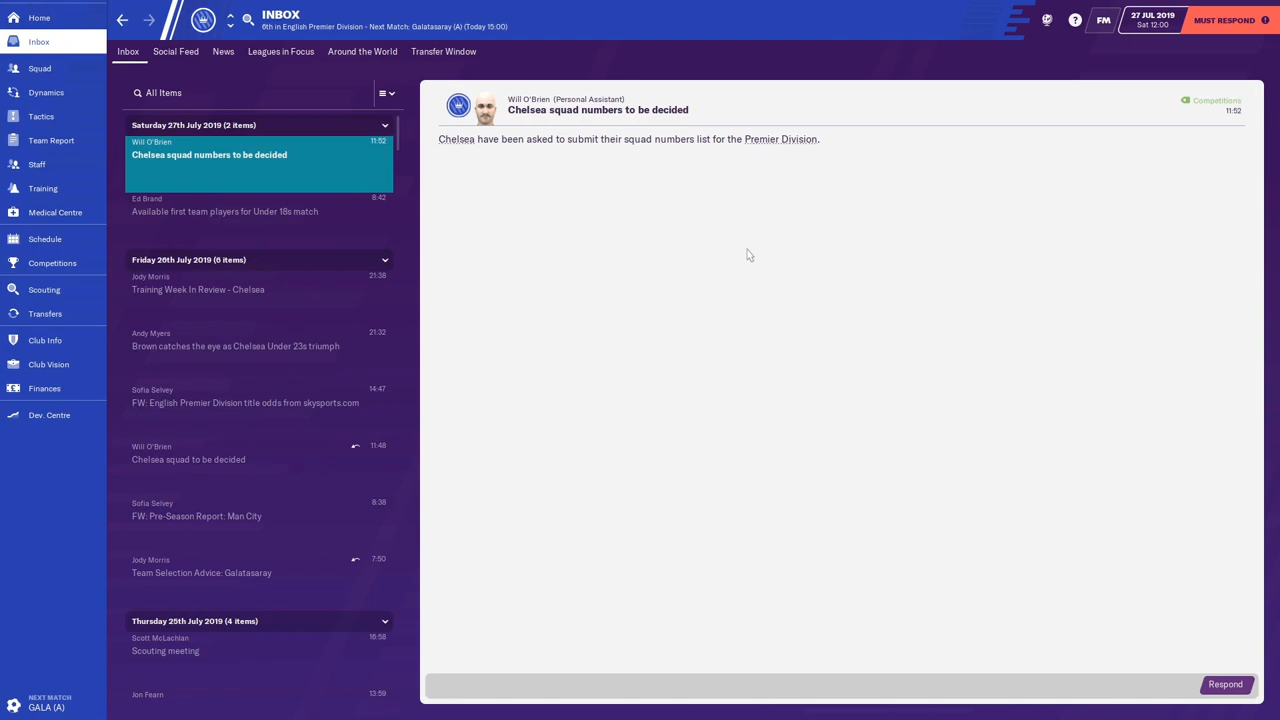 Home
Inbox
Squad
Dynamics
Tactics
Team Report
Staff
Training
Medical Centre
Schedule
Competitions
Scouting
Transfers
Club Info
Club Vision
Finances
Dev. Centre
NEXT MATCH
GALA (A)
INBOX
6th in English Premier Division - Next Match: Galatasaray (A) (Today 15:00)
FM
27 JUL 2019
Sat 12:00
MUST RESPOND
Inbox Social Feed News Leagues in Focus Around the World Transfer Window
All Items
Saturday 27th July 2019 (2 items)
Will O'Brien 11:52
Chelsea squad numbers to be decided
Ed Brand 8:42
Available first team players for Under 18s match
Friday 26th July 2019 (6 items)
Jody Morris 21:38
Training Week In Review - Chelsea
Andy Myers 21:32
Brown catches the eye as Chelsea Under 23s triumph
Sofia Selvey 14:47
FW: English Premier Division title odds from skysports.com
Will O'Brien 11:48
Chelsea squad to be decided
Sofia Selvey 8:38
FW: Pre-Season Report: Man City
Jody Morris 7:50
Team Selection Advice: Galatasaray
Thursday 25th July 2019 (4 items)
Scott McLachlan 16:58
Scouting meeting
Jon Fearn 13:59
Will O'Brien (Personal Assistant)
Chelsea squad numbers to be decided
Competitions
11:52
Chelsea have been asked to submit their squad numbers list for the Premier Division.
Respond